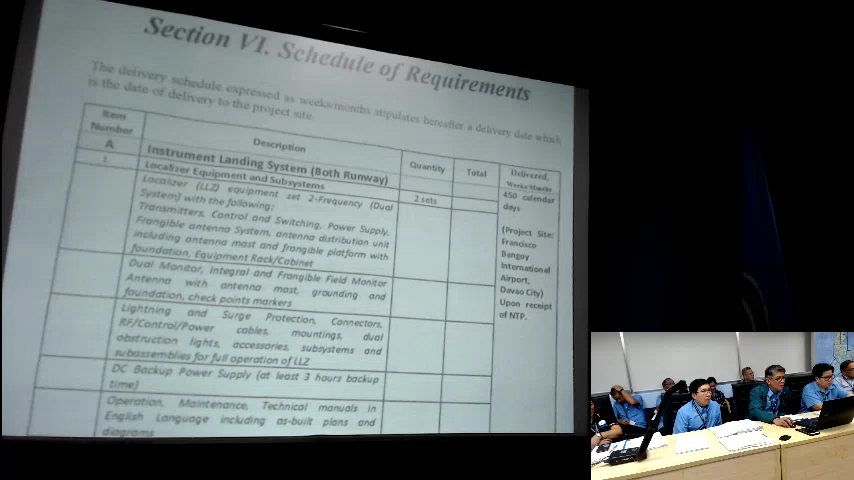 Section VI. Schedule of Requirements
The delivery schedule expressed as weeks/months stipulates hereafter a delivery date which
is the date of delivery to the project site.
Item
Number
Description
Quantity
Total
Delivered,
Weeks/Months
A
Instrument Landing System (Both Runway)
1.
Localizer Equipment and Subsystems
Localizer (LLZ) equipment set 2-Frequency (Dual
System) with the following:
Transmitters, Control and Switching, Power Supply,
Frangible antenna System, antenna distribution unit
including antenna mast and frangible platform with
foundation, Equipment Rack/Cabinet
2 sets
450 calendar
days
(Project Site:
Francisco
Bangoy
International
Airport,
Davao City)
Upon receipt
of NTP.
Dual Monitor, Integral and Frangible Field Monitor
Antenna with antenna mast, grounding and
foundation, check points markers
Lightning and Surge Protection, Connectors,
RF/Control/Power cables, mountings, dual
obstruction lights, accessories, subsystems and
subassemblies for full operation of LLZ
DC Backup Power Supply (at least 3 hours backup
time)
Operation, Maintenance, Technical manuals in
English Language including as-built plans and
diagrams